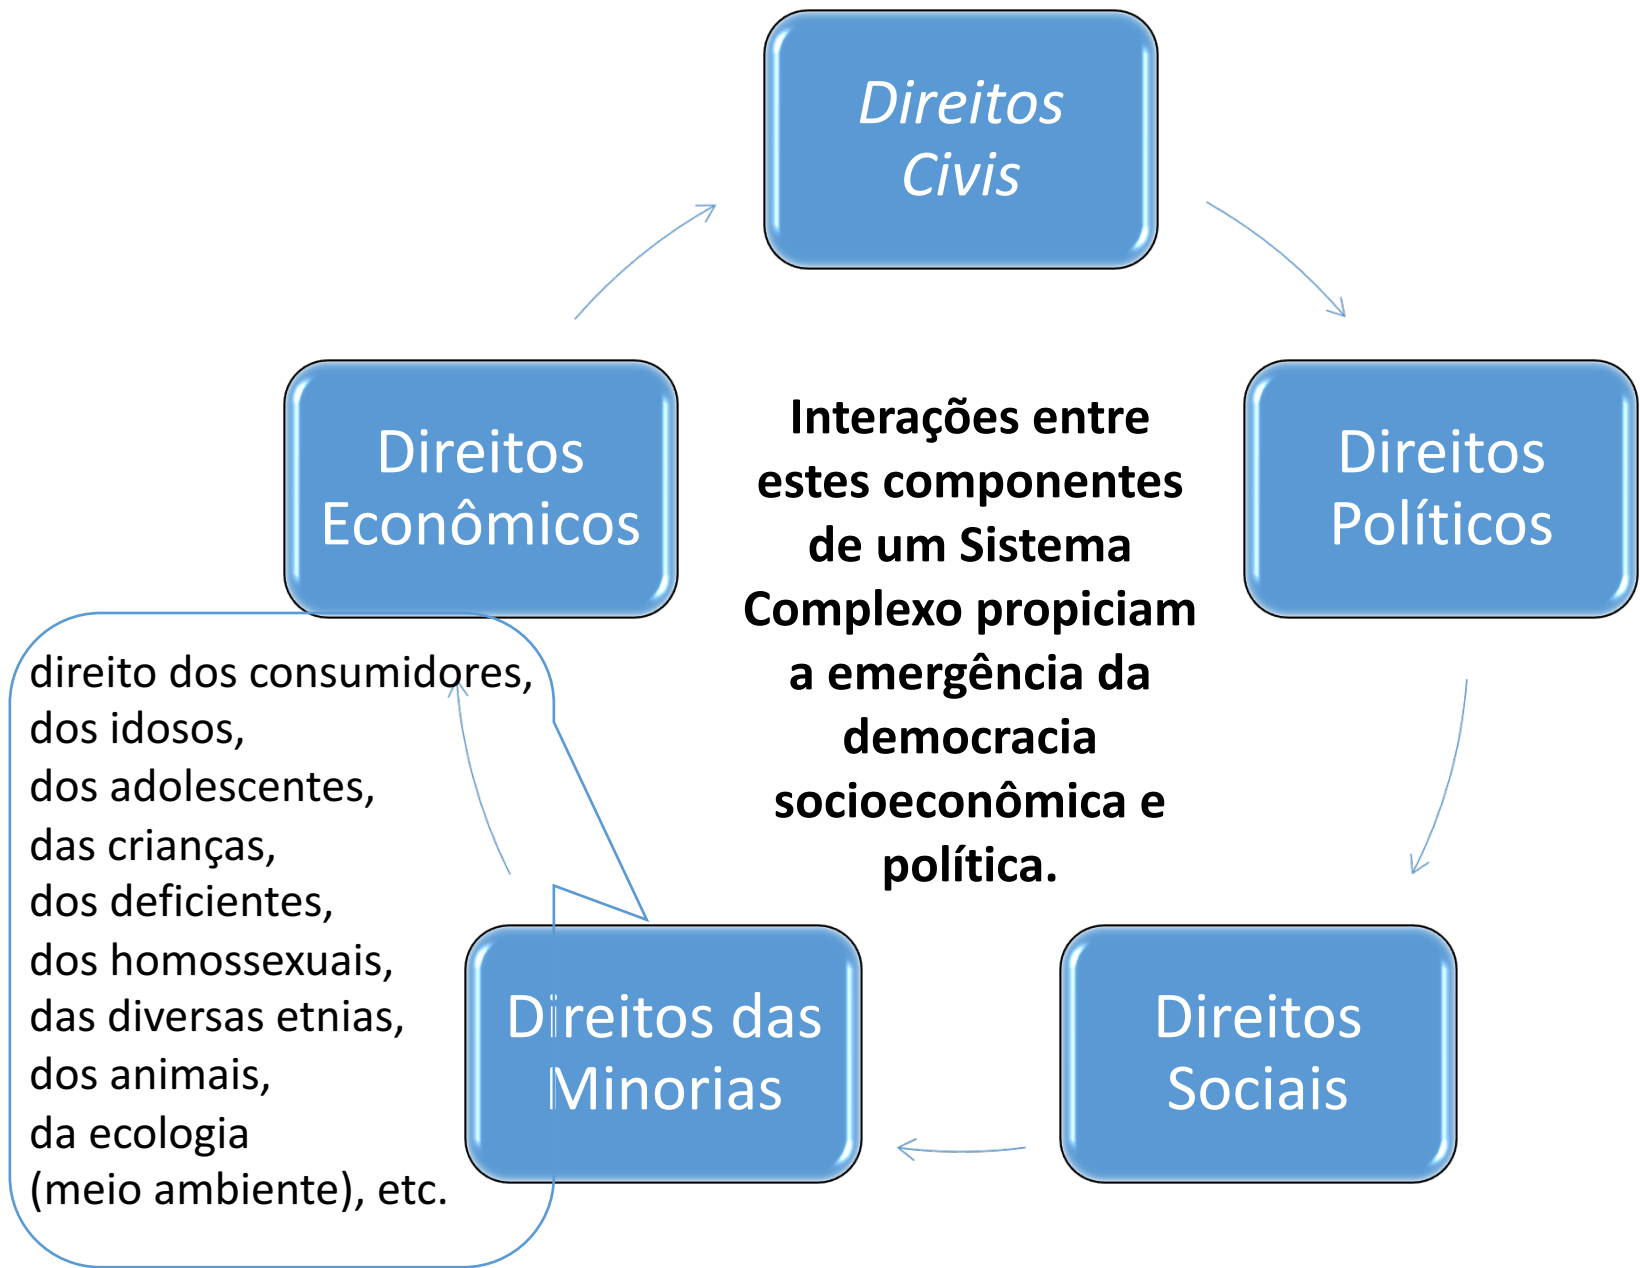 Direitos
Civis
Direitos
Econômicos
Interações entre
estes componentes
de um Sistema
Complexo propiciam
a emergência da
democracia
socioeconômica e
política.
Direitos
Políticos
direito dos consumidores,
dos idosos,
dos adolescentes,
das crianças,
dos deficientes,
dos homossexuais,
das diversas etnias,
dos animais,
da ecologia
(meio ambiente), etc.
Direitos das
Minorias
Direitos
Sociais